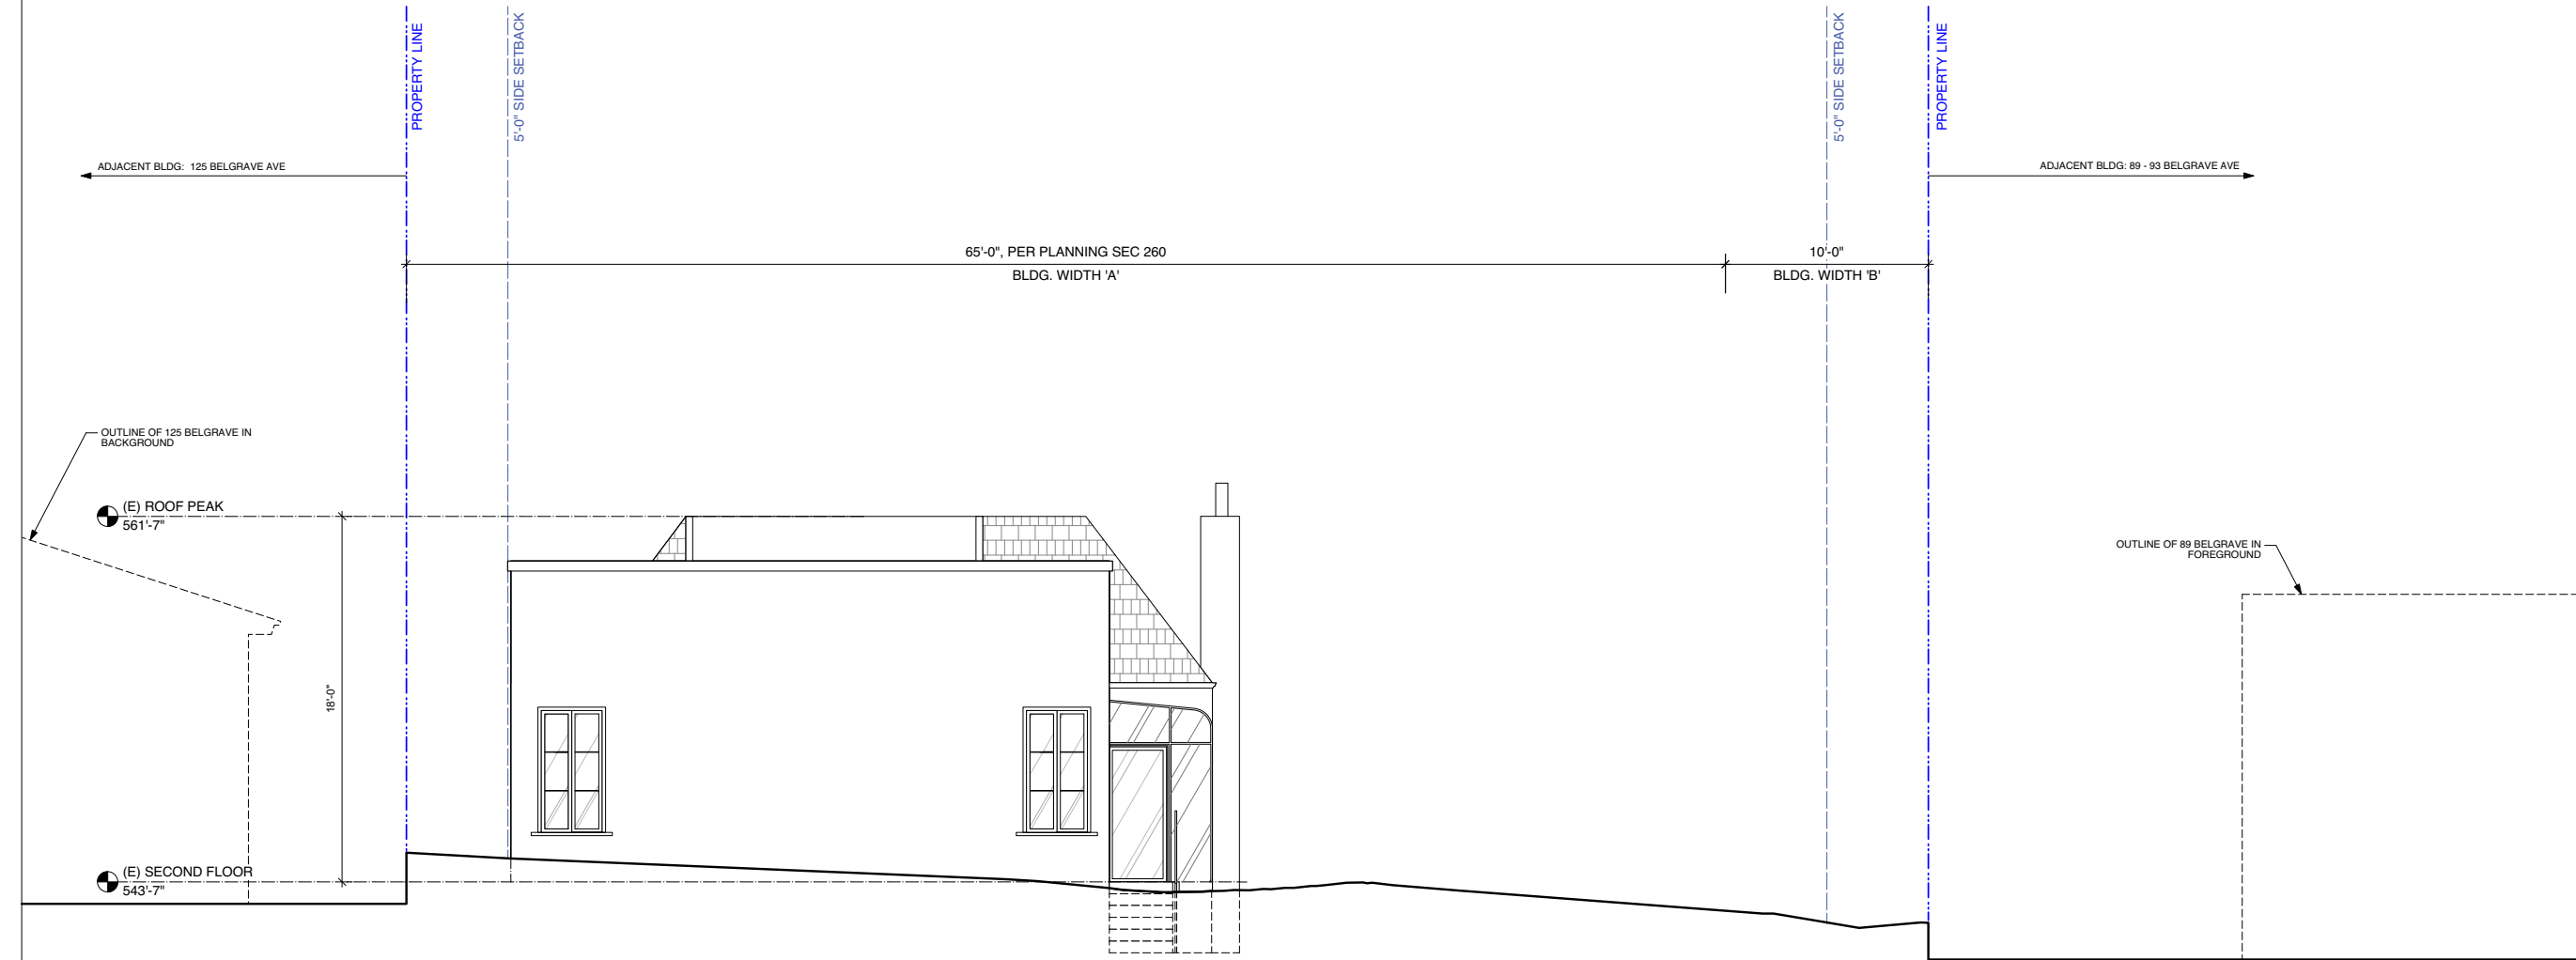 PROPERTY LINE
5'-0" SIDE SETBACK
5'-0" SIDE SETBACK
PROPERTY LINE
ADJACENT BLDG: 125 BELGRAVE AVE
ADJACENT BLDG: 89 - 93 BELGRAVE AVE
65'-0", PER PLANNING SEC 260
BLDG. WIDTH 'A'
10'-0"
BLDG. WIDTH 'B'
OUTLINE OF 125 BELGRAVE IN
BACKGROUND
(E) ROOF PEAK
561'-7"
OUTLINE OF 89 BELGRAVE IN
FOREGROUND
18'-0"
(E) SECOND FLOOR
543'-7"